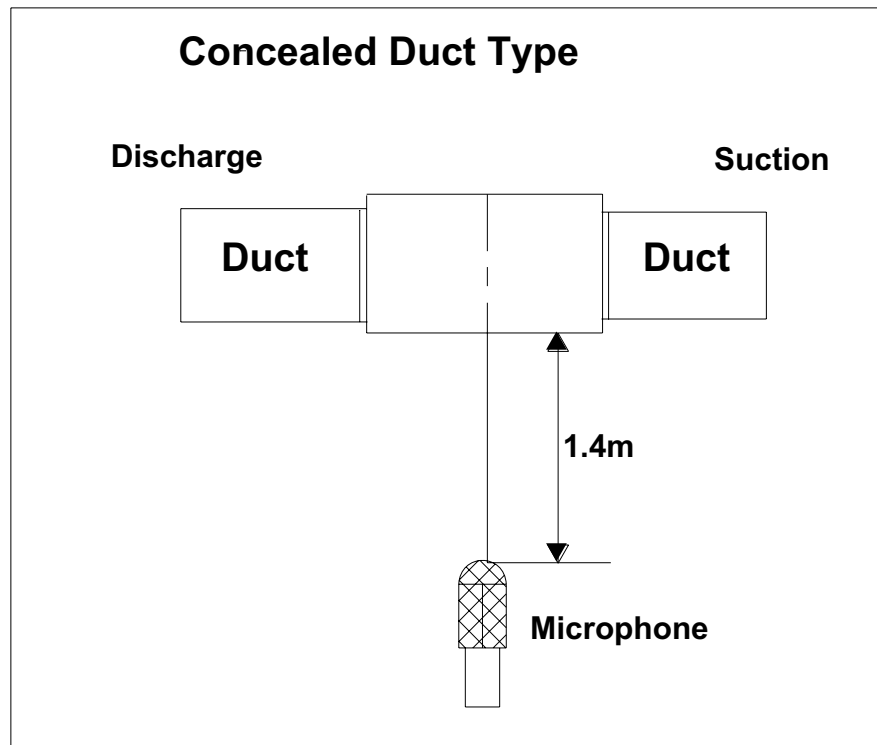 Concealed Duct Type
Discharge
Suction
Duct
Duct
1.4m
Microphone